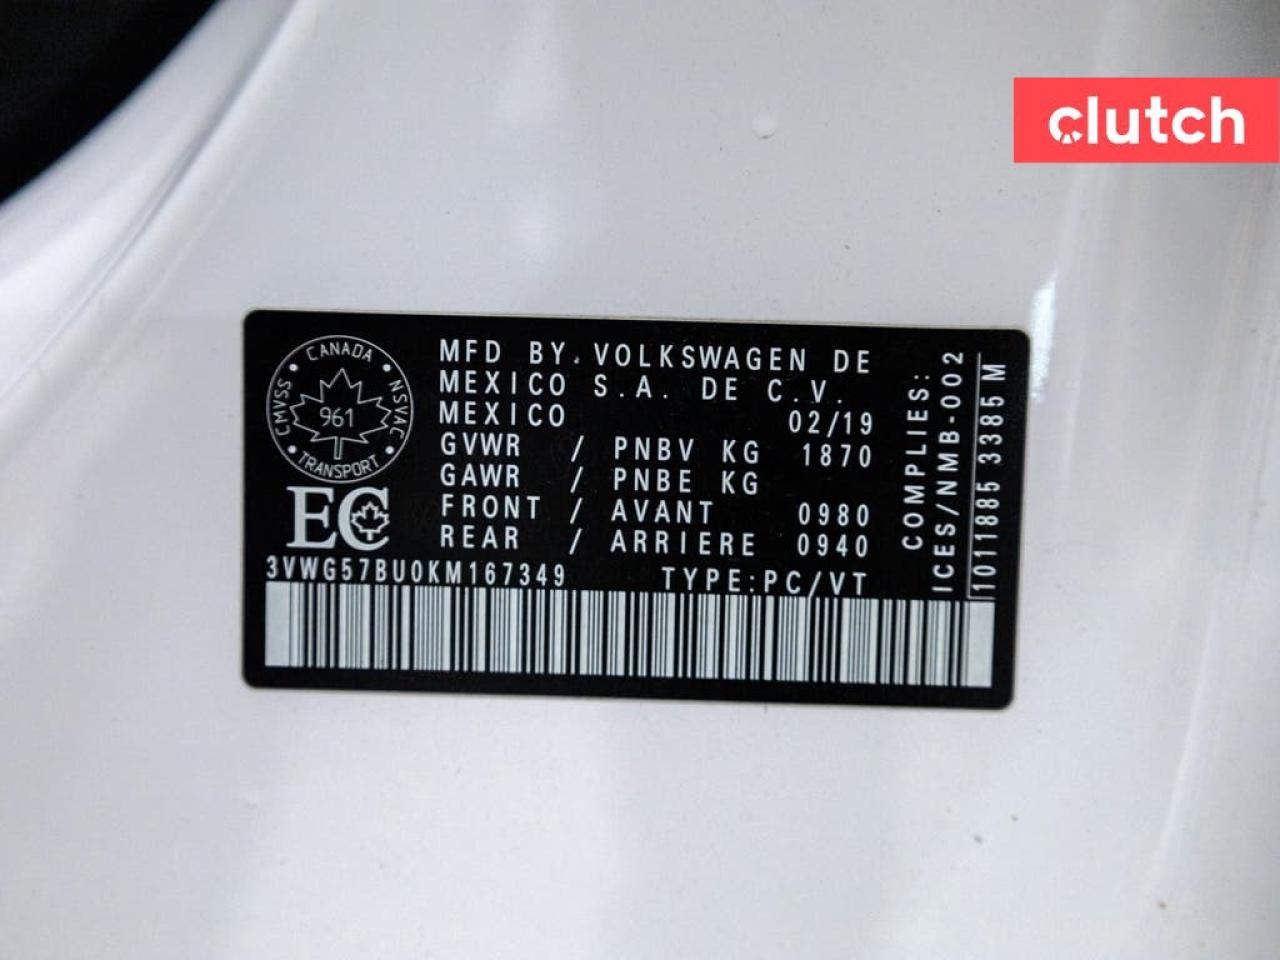 clutch
CANADA
CMVSS
NSVAC
961
TRANSPORT
EC
MFD BY.VOLKSWAGEN DE
MEXICO S.A. DE C.V.
MEXICO 02/19
GVWR / PNBV KG 1870
GAWR / PNBE KG
FRONT / AVANT 0980
REAR / ARRIERE 0940
3VWG57BU0KM167349 TYPE:PC/VT
COMPLIES:
ICES/NMB-002
1011885 3385 M